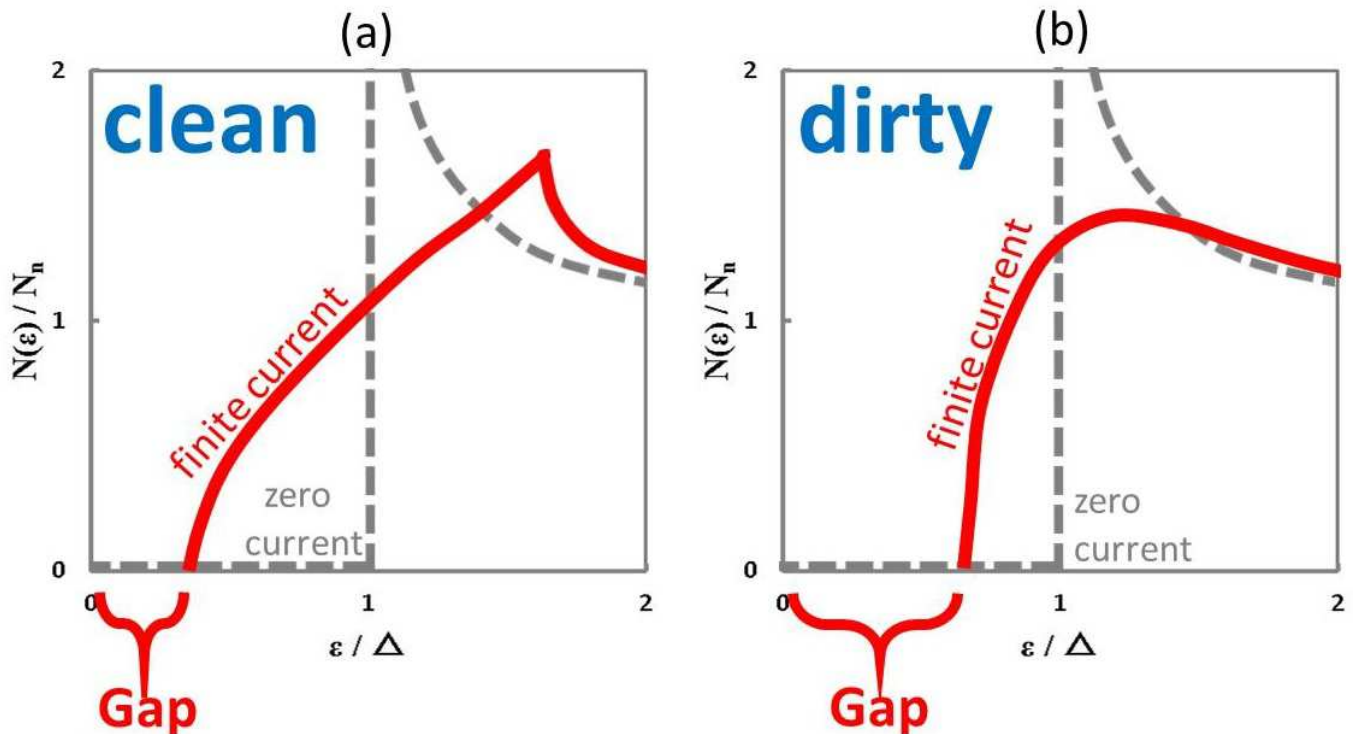 (a)
clean
2
1
0
N(ε) / Nₙ
finite current
zero
current
0
1
2
ε / Δ
Gap
(b)
dirty
2
1
0
N(ε) / Nₙ
finite current
zero
current
0
1
2
ε / Δ
Gap